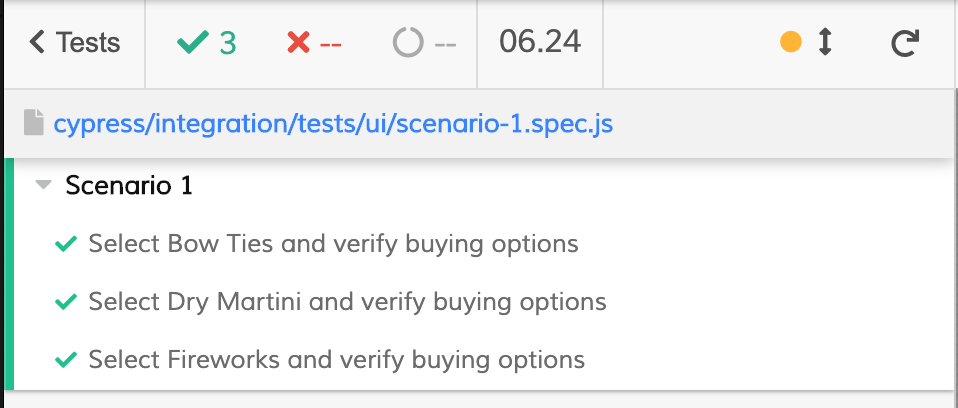 Tests 3 -- -- 06.24
cypress/integration/tests/ui/scenario-1.spec.js
Scenario 1
Select Bow Ties and verify buying options
Select Dry Martini and verify buying options
Select Fireworks and verify buying options